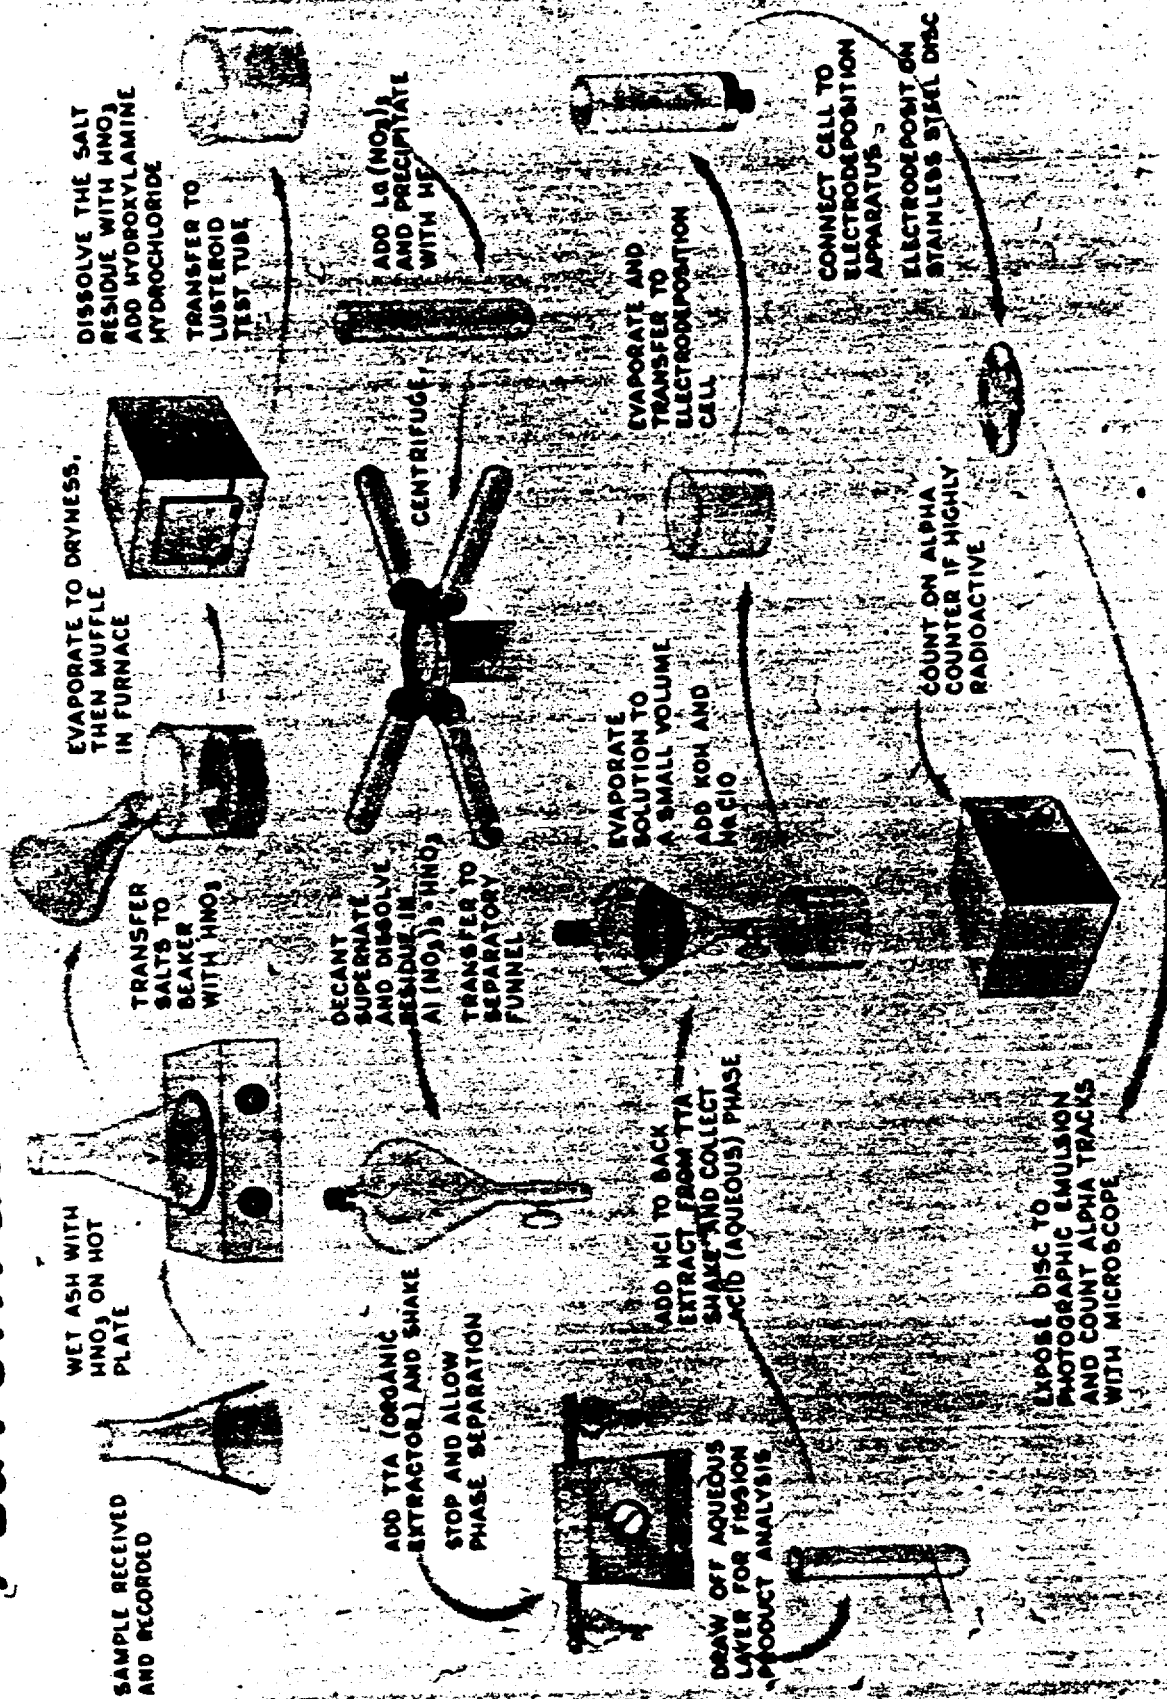 SAMPLE RECEIVED
AND RECORDED
WET ASH WITH
HNO3 ON HOT
PLATE
TRANSFER
SALTS TO
BEAKER
WITH HNO3
EVAPORATE TO DRYNESS,
THEN MUFFLE
IN FURNACE
DISSOLVE THE SALT
RESIDUE WITH HNO3
ADD HYDROXYLAMINE
HYDROCHLORIDE
TRANSFER TO
LUSTEROID
TEST TUBE
ADD La(NO3)3
AND PRECIPITATE
WITH HF
CENTRIFUGE,
DECANT
SUPERNATE
AND DISSOLVE
RESIDUE IN
Al(NO3)3·HNO3
TRANSFER TO
SEPARATORY
FUNNEL
ADD TTA (ORGANIC
EXTRACTOR) AND SHAKE
STOP AND ALLOW
PHASE SEPARATION
DRAW OFF AQUEOUS
LAYER FOR FISSION
PRODUCT ANALYSIS
ADD HCl TO BACK
EXTRACT FROM TTA
SHAKE AND COLLECT
ACID (AQUEOUS) PHASE
EVAPORATE
SOLUTION TO
A SMALL VOLUME
ADD KOH AND
NaClO
EVAPORATE AND
TRANSFER TO
ELECTRODEPOSITION
CELL
CONNECT CELL TO
ELECTRODEPOSITION
APPARATUS
ELECTRODEPOSIT ON
STAINLESS STEEL DISC
COUNT ON ALPHA
COUNTER IF HIGHLY
RADIOACTIVE
EXPOSE DISC TO
PHOTOGRAPHIC EMULSION
AND COUNT ALPHA TRACKS
WITH MICROSCOPE